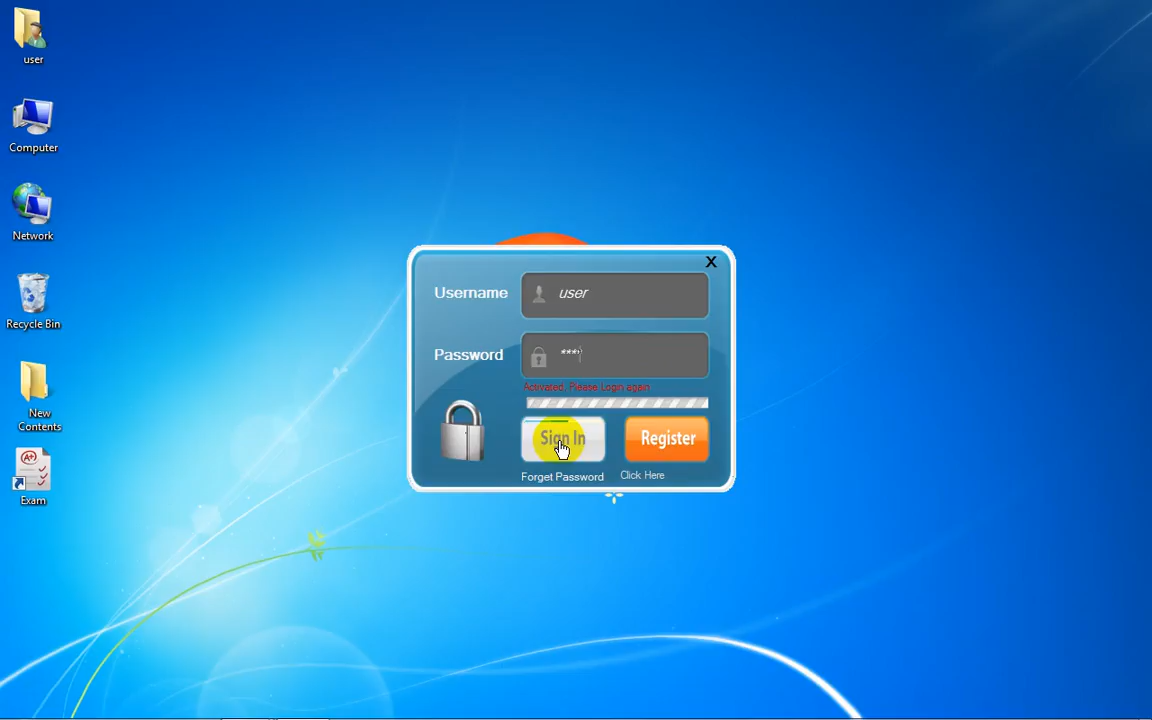 user
Computer
Network
Recycle Bin
New
Contents
A+
Exam
X
Username
user
Password
****
Activated, Please Login again
Sign In
Register
Forget Password
Click Here